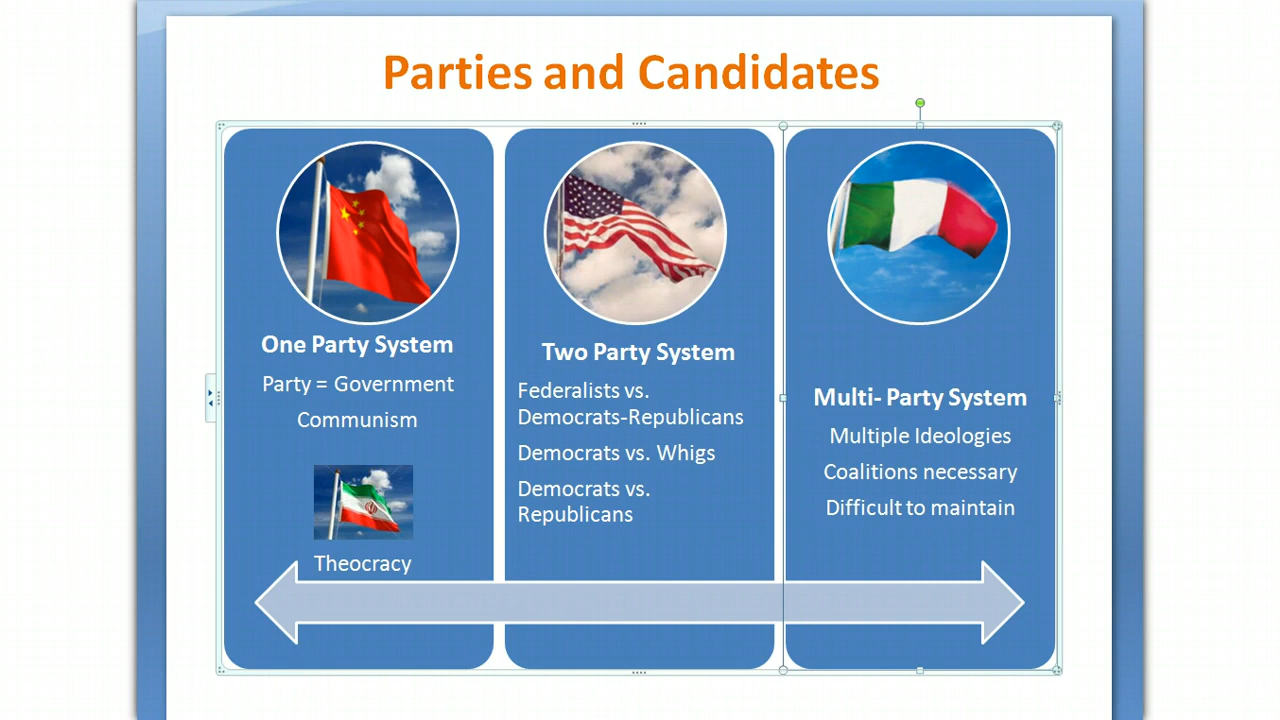 Parties and Candidates
One Party System
Party = Government
Communism
Theocracy
Two Party System
Federalists vs.
Democrats-Republicans
Democrats vs. Whigs
Democrats vs.
Republicans
Multi- Party System
Multiple Ideologies
Coalitions necessary
Difficult to maintain